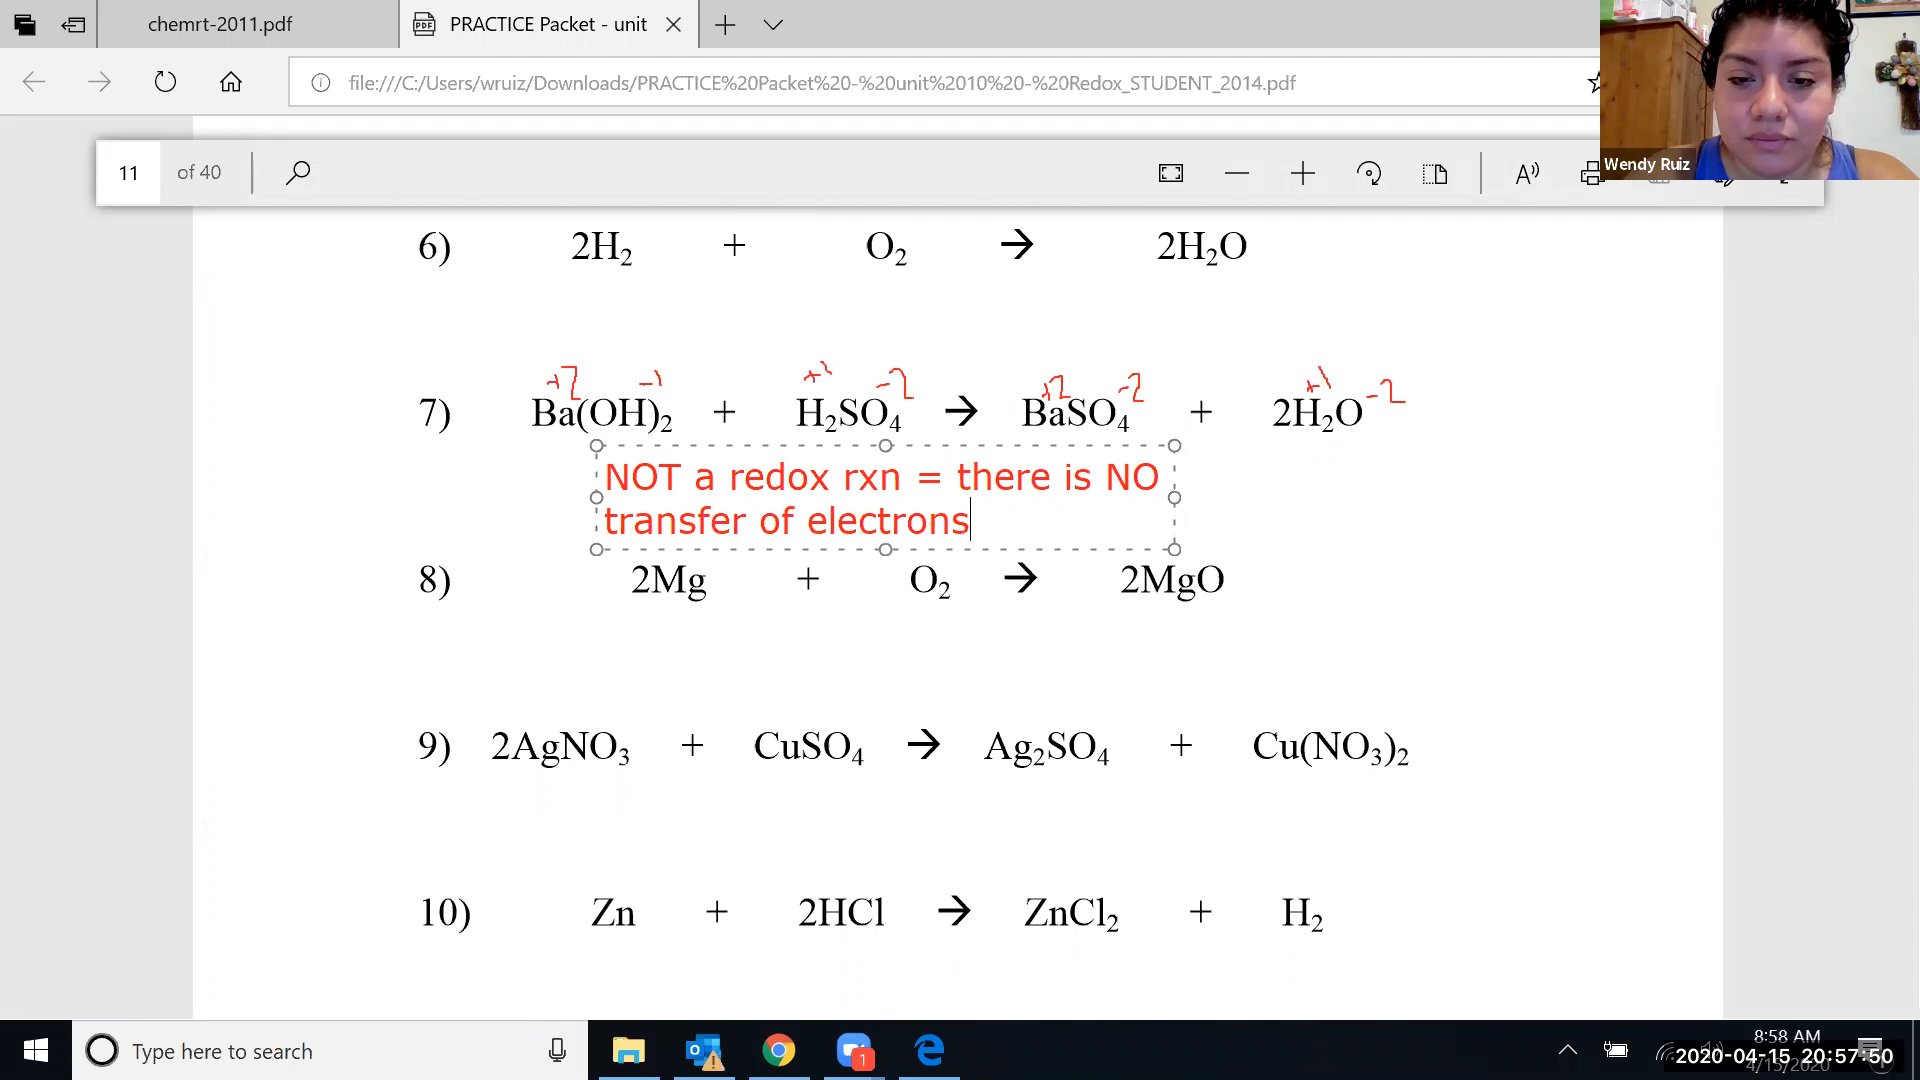 chemrt-2011.pdf
PDF PRACTICE Packet - unit
file:///C:/Users/wruiz/Downloads/PRACTICE%20Packet%20-%20unit%2010%20-%20Redox_STUDENT_2014.pdf
Wendy Ruiz
11 of 40
6) 2H₂ + O₂ → 2H₂O
+2 -1 +1 -2 +2 -2 +1 -2
7) Ba(OH)₂ + H₂SO₄ → BaSO₄ + 2H₂O
NOT a redox rxn = there is NO
transfer of electrons
8) 2Mg + O₂ → 2MgO
9) 2AgNO₃ + CuSO₄ → Ag₂SO₄ + Cu(NO₃)₂
10) Zn + 2HCl → ZnCl₂ + H₂
Type here to search
1
8:58 AM
2020-04-15 20:57:50
4/15/2020